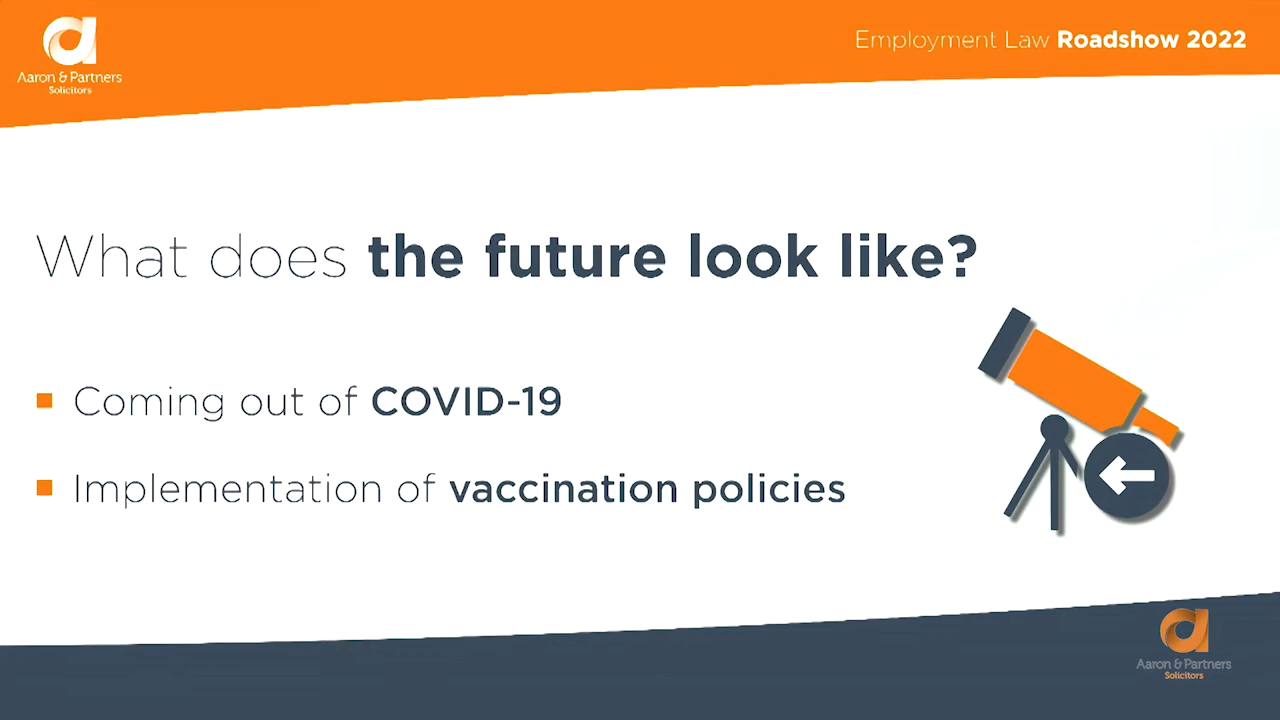 Aaron & Partners
Solicitors
Employment Law Roadshow 2022
What does the future look like?
Coming out of COVID-19
Implementation of vaccination policies
Aaron & Partners
Solicitors